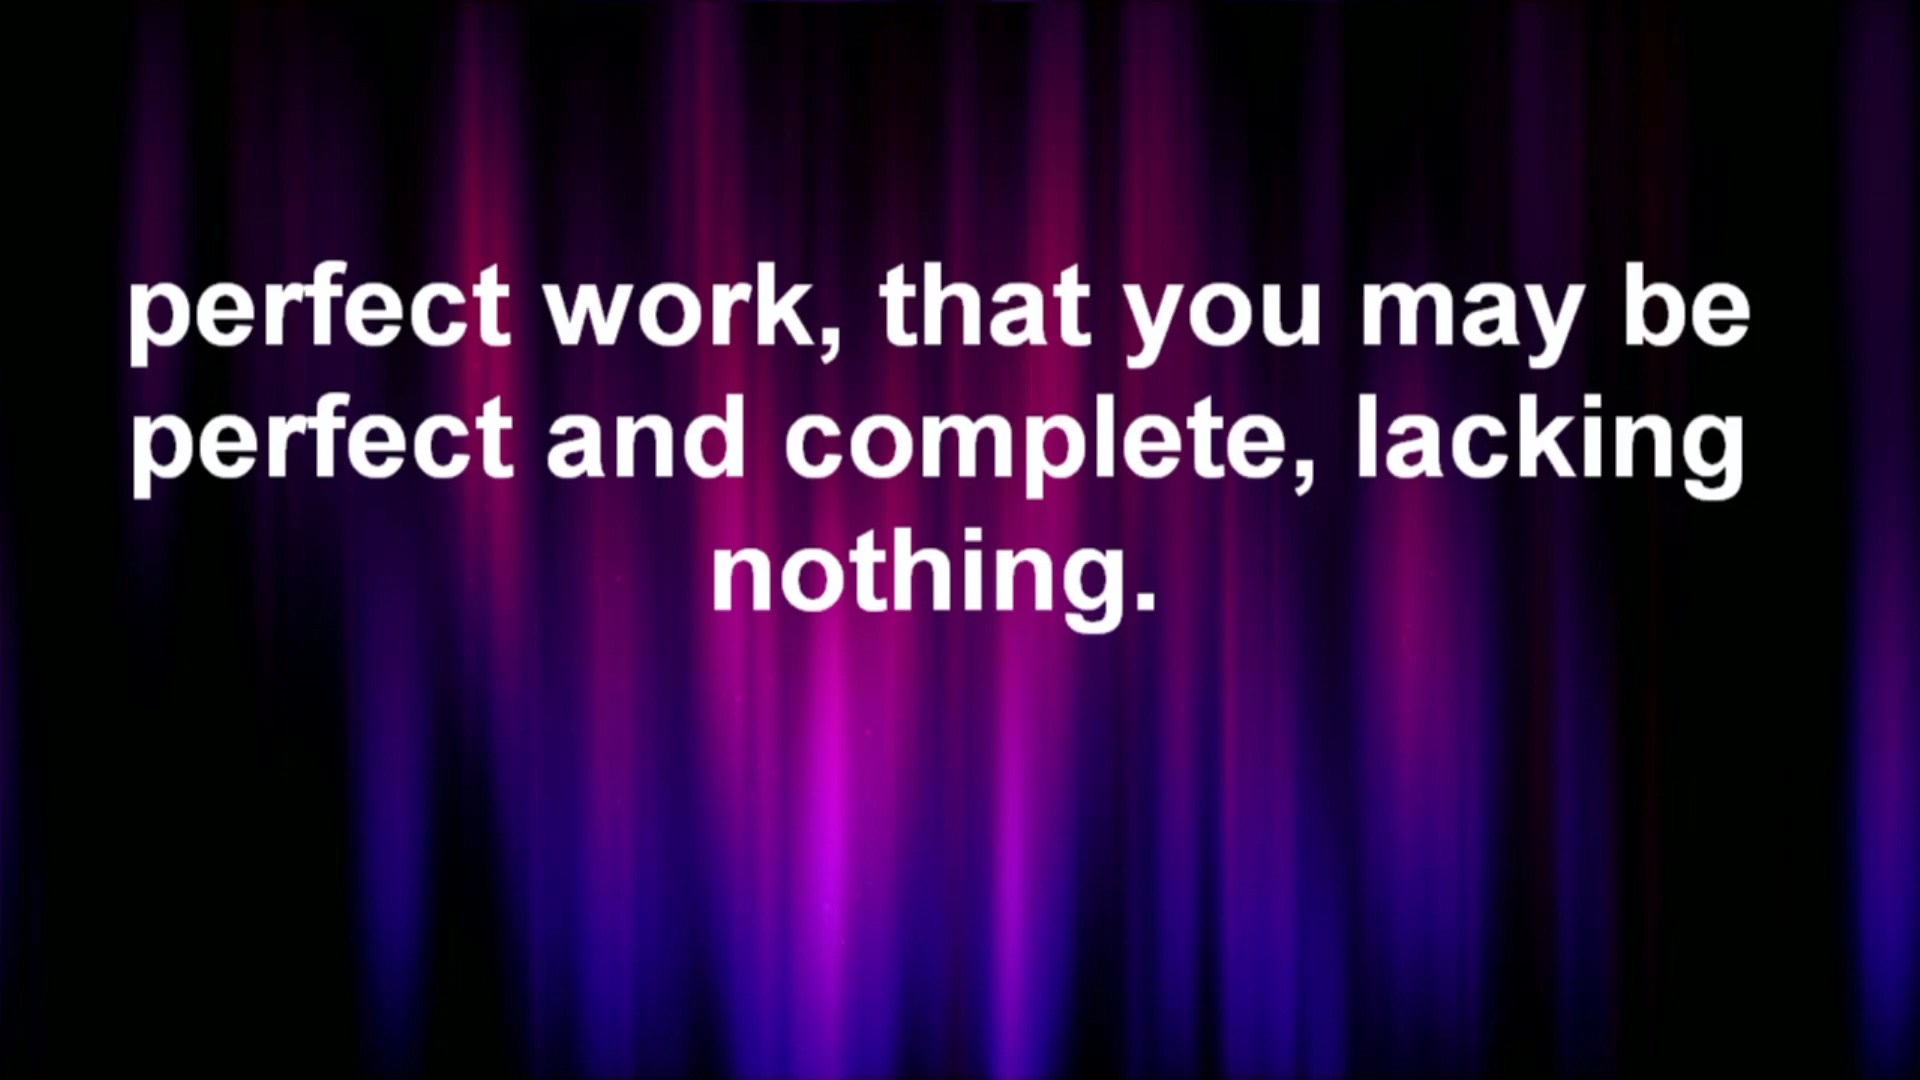 perfect work, that you may be
perfect and complete, lacking
nothing.